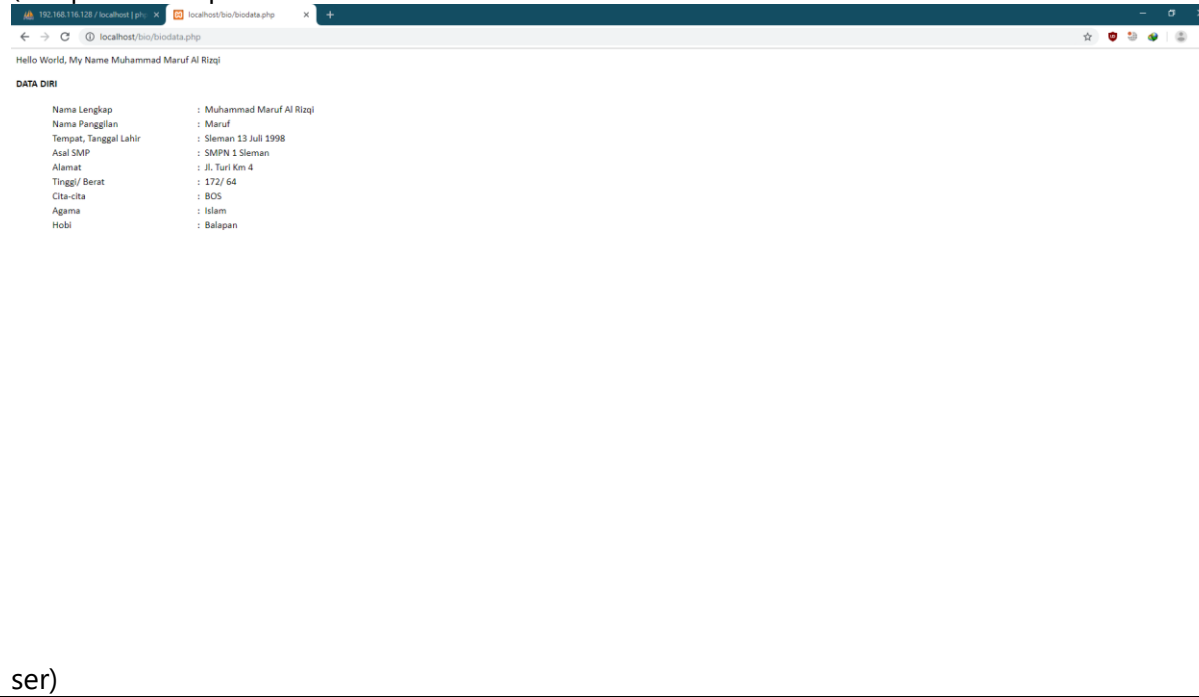 192.168.116.128 / localhost | php
localhost/bio/biodata.php
localhost/bio/biodata.php
Hello World, My Name Muhammad Maruf Al Rizqi
DATA DIRI
Nama Lengkap : Muhammad Maruf Al Rizqi
Nama Panggilan : Maruf
Tempat, Tanggal Lahir : Sleman 13 Juli 1998
Asal SMP : SMPN 1 Sleman
Alamat : Jl. Turi Km 4
Tinggi/ Berat : 172/ 64
Cita-cita : BOS
Agama : Islam
Hobi : Balapan
ser)